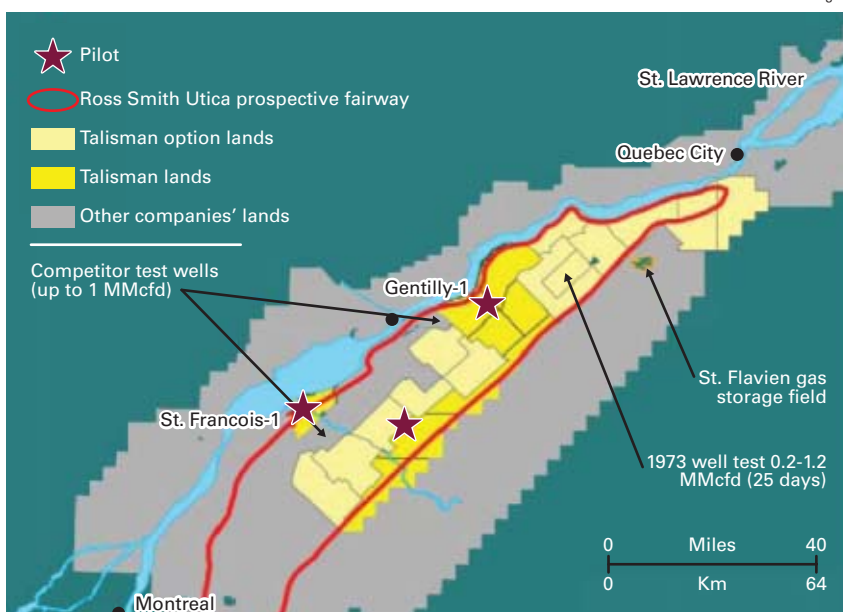 Pilot
Ross Smith Utica prospective fairway
Talisman option lands
Talisman lands
Other companies' lands
Competitor test wells
(up to 1 MMcfd)
St. Lawrence River
Quebec City
Gentilly-1
St. Francois-1
St. Flavien gas
storage field
1973 well test 0.2-1.2
MMcfd (25 days)
0 Miles 40
0 Km 64
Montreal